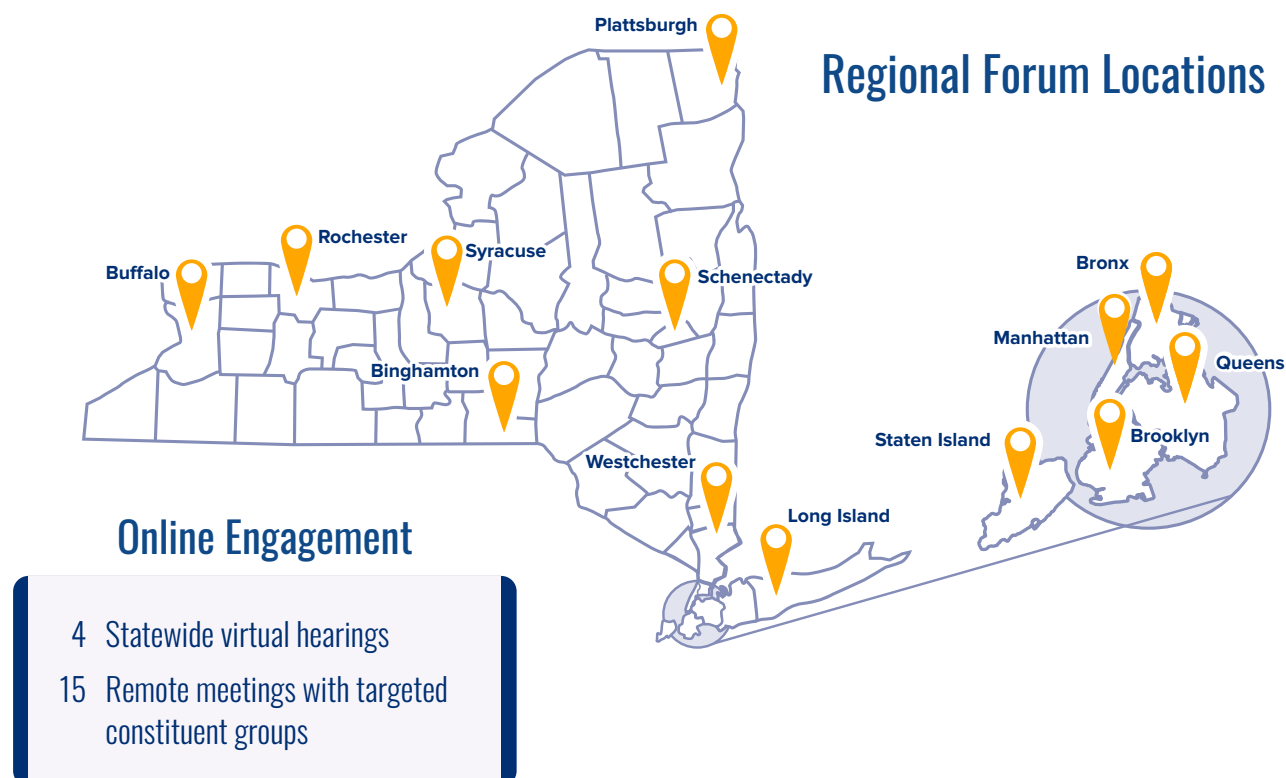 Plattsburgh
Regional Forum Locations
Rochester
Syracuse
Buffalo
Schenectady
Bronx
Manhattan
Queens
Binghamton
Brooklyn
Staten Island
Westchester
Long Island
Online Engagement
4 Statewide virtual hearings
15 Remote meetings with targeted
constituent groups